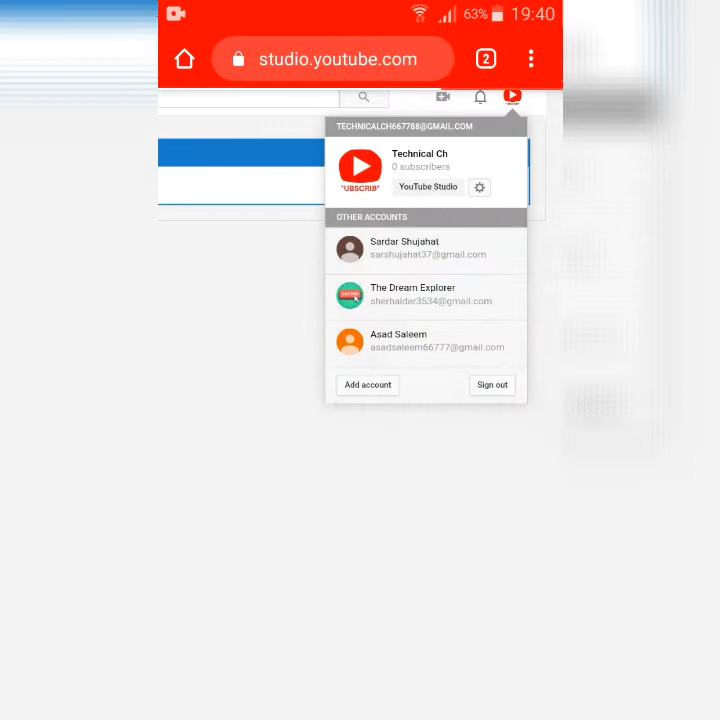 63% 19:40
studio.youtube.com
2
TECHNICALCH667788@GMAIL.COM
Technical Ch
0 subscribers
"UBSCRIB"
YouTube Studio
OTHER ACCOUNTS
Sardar Shujahat
sarshujahat37@gmail.com
The Dream Explorer
sherhaider3534@gmail.com
Asad Saleem
asadsaleem66777@gmail.com
Add account
Sign out